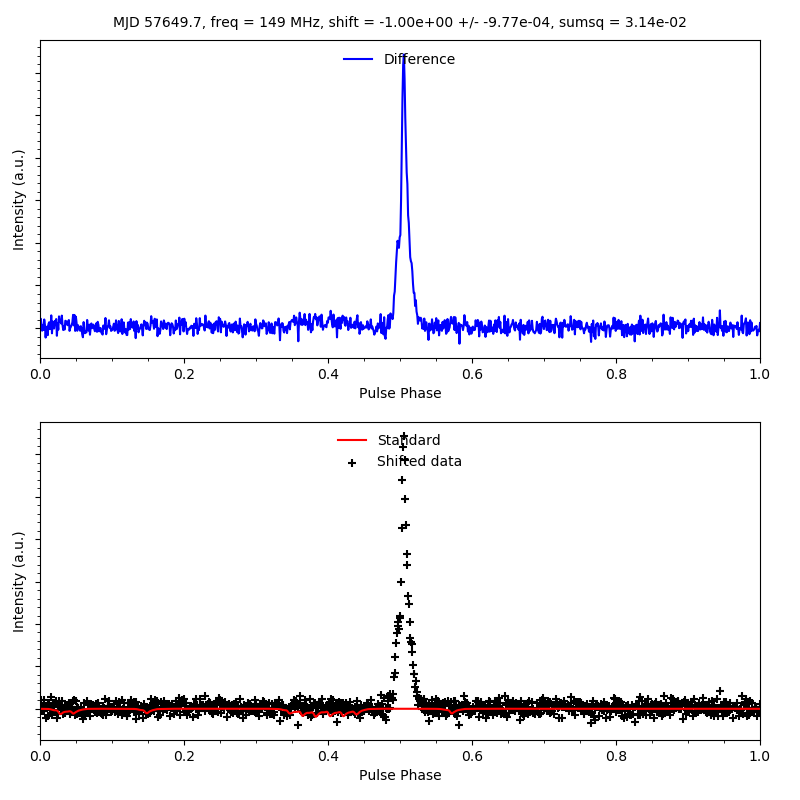 MJD 57649.7, freq = 149 MHz, shift = -1.00e+00 +/- -9.77e-04, sumsq = 3.14e-02
Difference
Intensity (a.u.)
0.0 0.2 0.4 0.6 0.8 1.0
Pulse Phase
Standard
Shifted data
Intensity (a.u.)
0.0 0.2 0.4 0.6 0.8 1.0
Pulse Phase